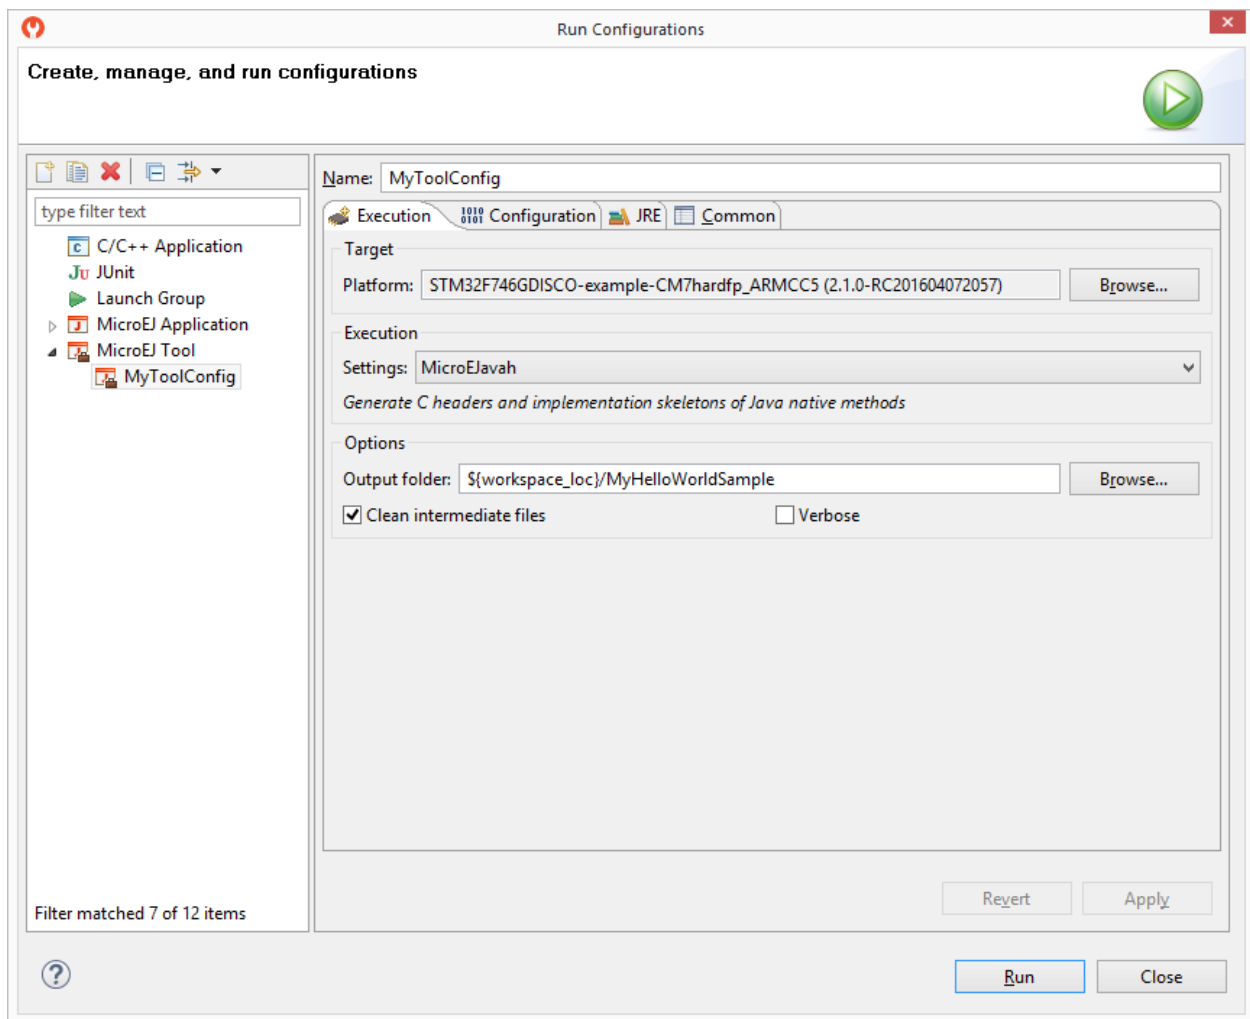 Run Configurations
Create, manage, and run configurations
type filter text
C/C++ Application
JUnit
Launch Group
MicroEJ Application
MicroEJ Tool
MyToolConfig
Filter matched 7 of 12 items
Name: MyToolConfig
Execution 1010 0101 Configuration JRE Common
Target
Platform: STM32F746GDISCO-example-CM7hardfp_ARMCC5 (2.1.0-RC201604072057) Browse...
Execution
Settings: MicroEJavah
Generate C headers and implementation skeletons of Java native methods
Options
Output folder: ${workspace_loc}/MyHelloWorldSample Browse...
Clean intermediate files Verbose
Revert Apply
Run Close